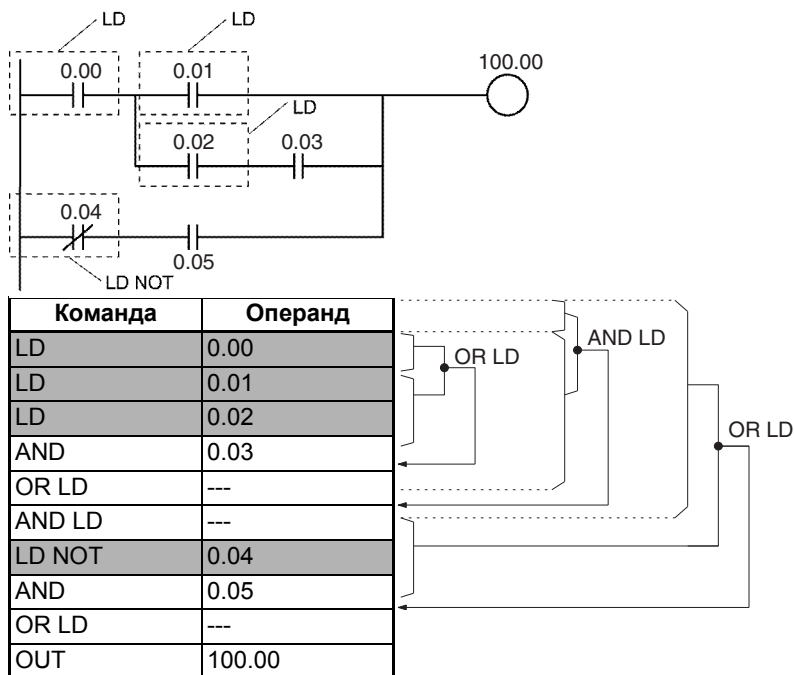 LD LD
0.00 0.01 100.00
LD
0.02 0.03
0.04
0.05
LD NOT
Команда Операнд
LD 0.00
LD 0.01
LD 0.02
AND 0.03
OR LD ---
AND LD ---
LD NOT 0.04
AND 0.05
OR LD ---
OUT 100.00
AND LD
OR LD
OR LD